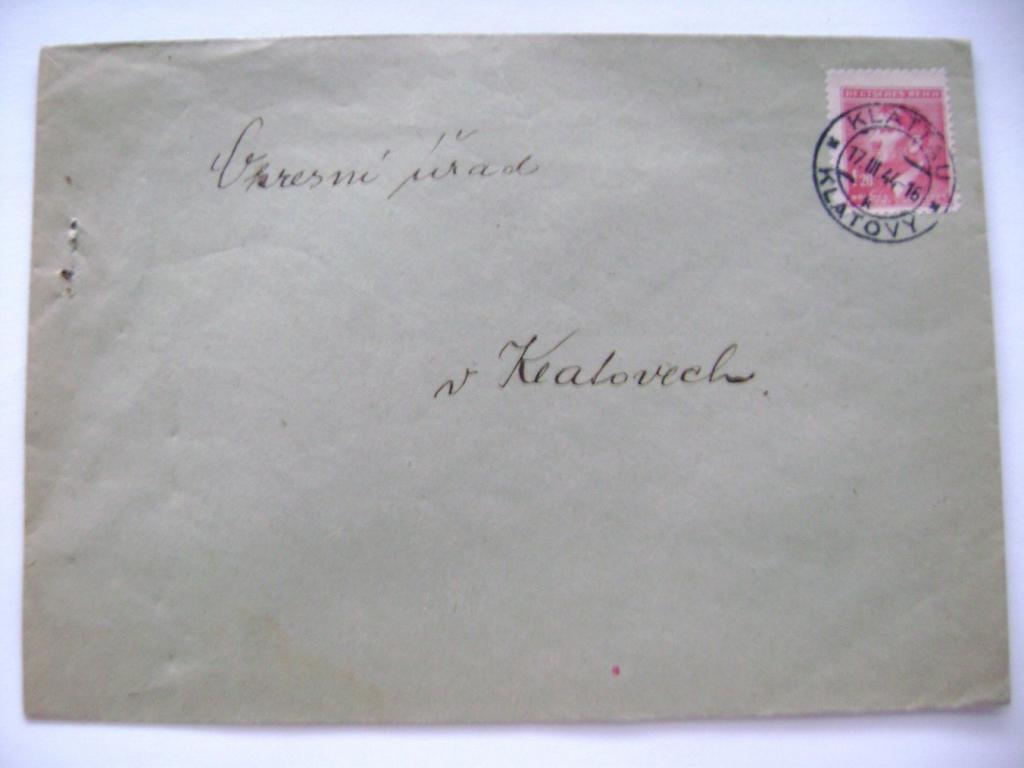 Okresní úřad
v Klatovech.
DEUTSCHES REICH
KLATTAU
17.III.44-16
k
KLATOVY